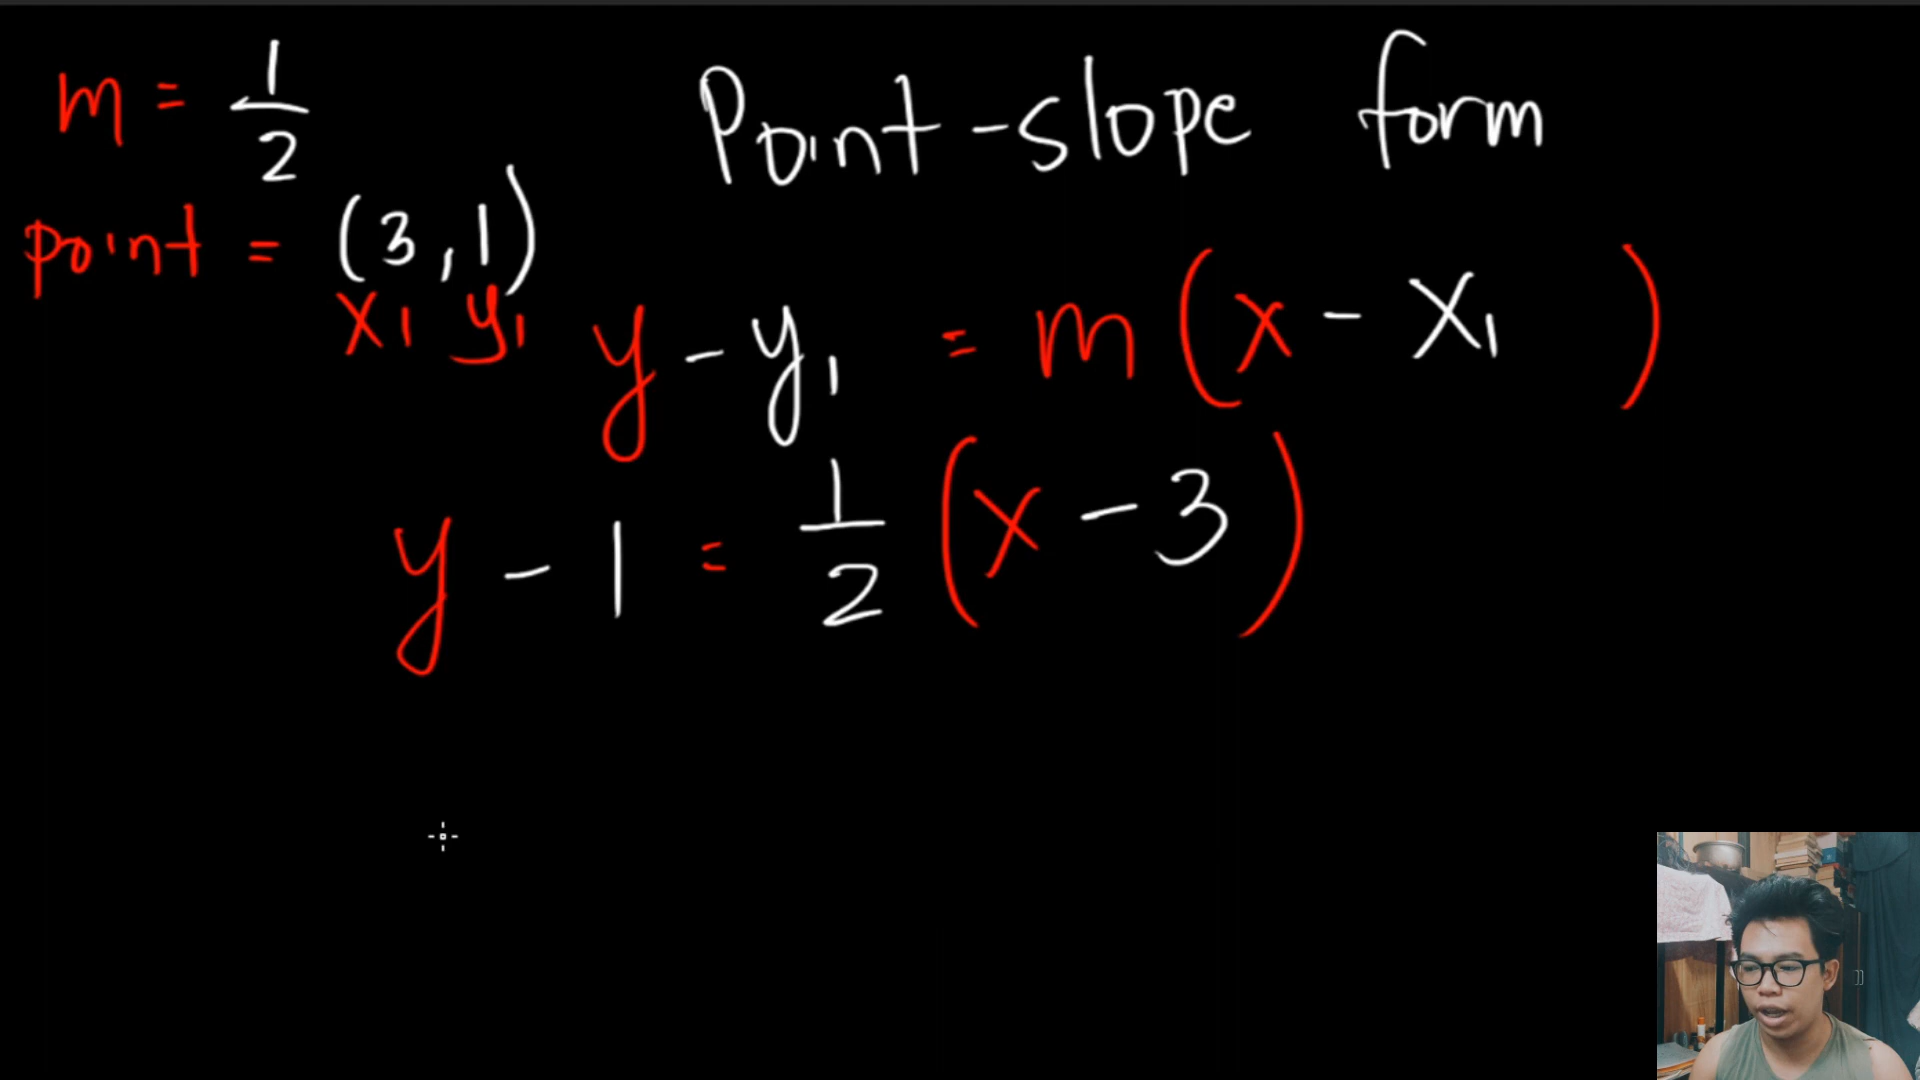 m = 1/2
Point-slope form
point = (3,1)
x₁ y₁
y - y₁ = m(x - x₁ )
y - 1 = 1/2 (x - 3)